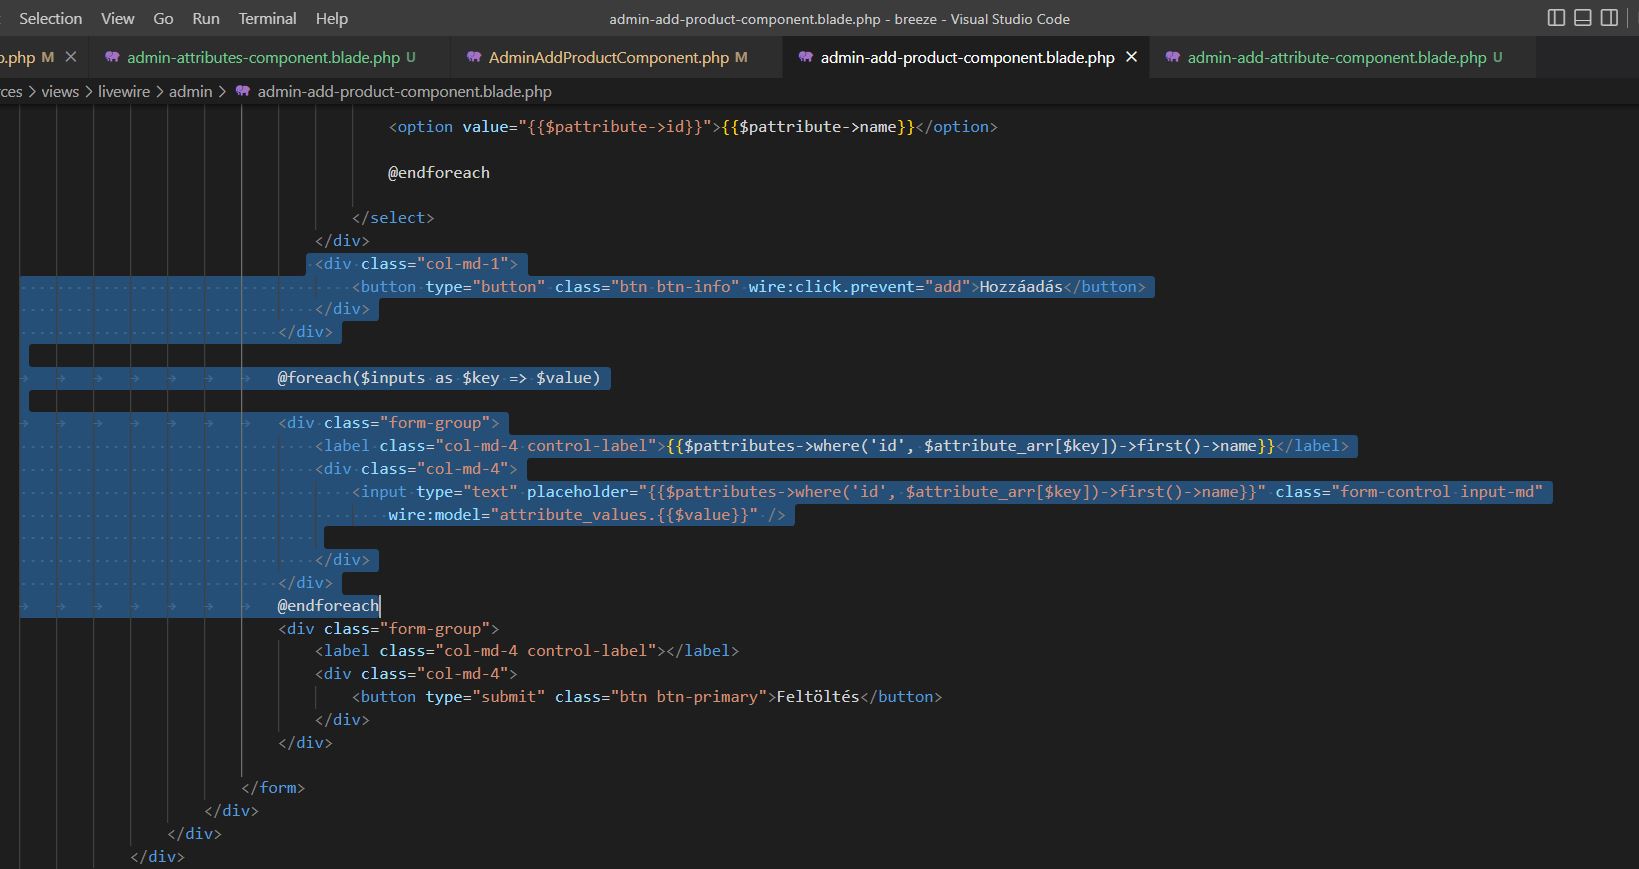 Selection View Go Run Terminal Help admin-add-product-component.blade.php - breeze - Visual Studio Code
.php M admin-attributes-component.blade.php U AdminAddProductComponent.php M admin-add-product-component.blade.php admin-add-attribute-component.blade.php U
ces > views > livewire > admin > admin-add-product-component.blade.php
<option value="{{$pattribute->id}}">{{$pattribute->name}}</option>
@endforeach
</select>
</div>
<div class="col-md-1">
<button type="button" class="btn btn-info" wire:click.prevent="add">Hozzáadás</button>
</div>
</div>
@foreach($inputs as $key => $value)
<div class="form-group">
<label class="col-md-4 control-label">{{$pattributes->where('id', $attribute_arr[$key])->first()->name}}</label>
<div class="col-md-4">
<input type="text" placeholder="{{$pattributes->where('id', $attribute_arr[$key])->first()->name}}" class="form-control input-md"
wire:model="attribute_values.{{$value}}" />
</div>
</div>
@endforeach
<div class="form-group">
<label class="col-md-4 control-label"></label>
<div class="col-md-4">
<button type="submit" class="btn btn-primary">Feltöltés</button>
</div>
</div>
</form>
</div>
</div>
</div>